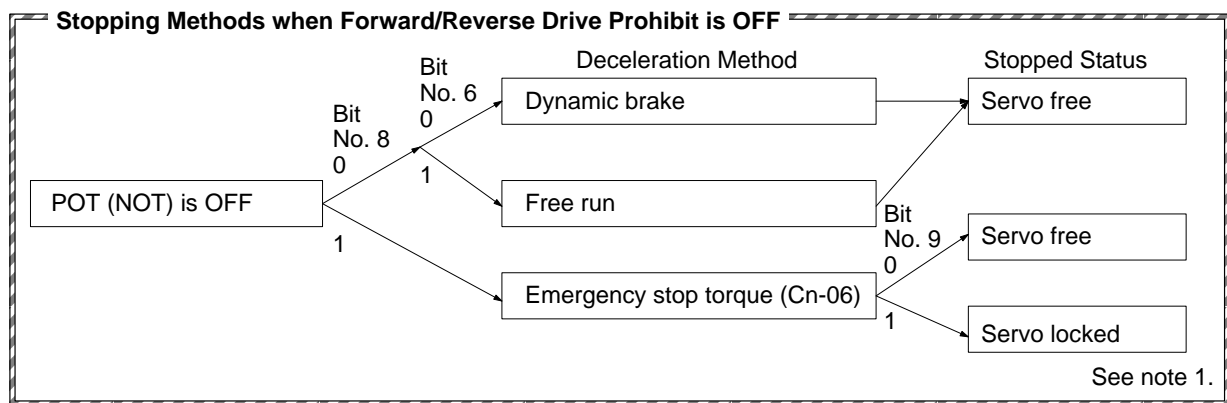 Stopping Methods when Forward/Reverse Drive Prohibit is OFF
Deceleration Method
Stopped Status
Bit
No. 6
0
Dynamic brake
Servo free
Bit
No. 8
0
1
POT (NOT) is OFF
Free run
1
Bit
No. 9
0
Servo free
Emergency stop torque (Cn-06)
1
Servo locked
See note 1.